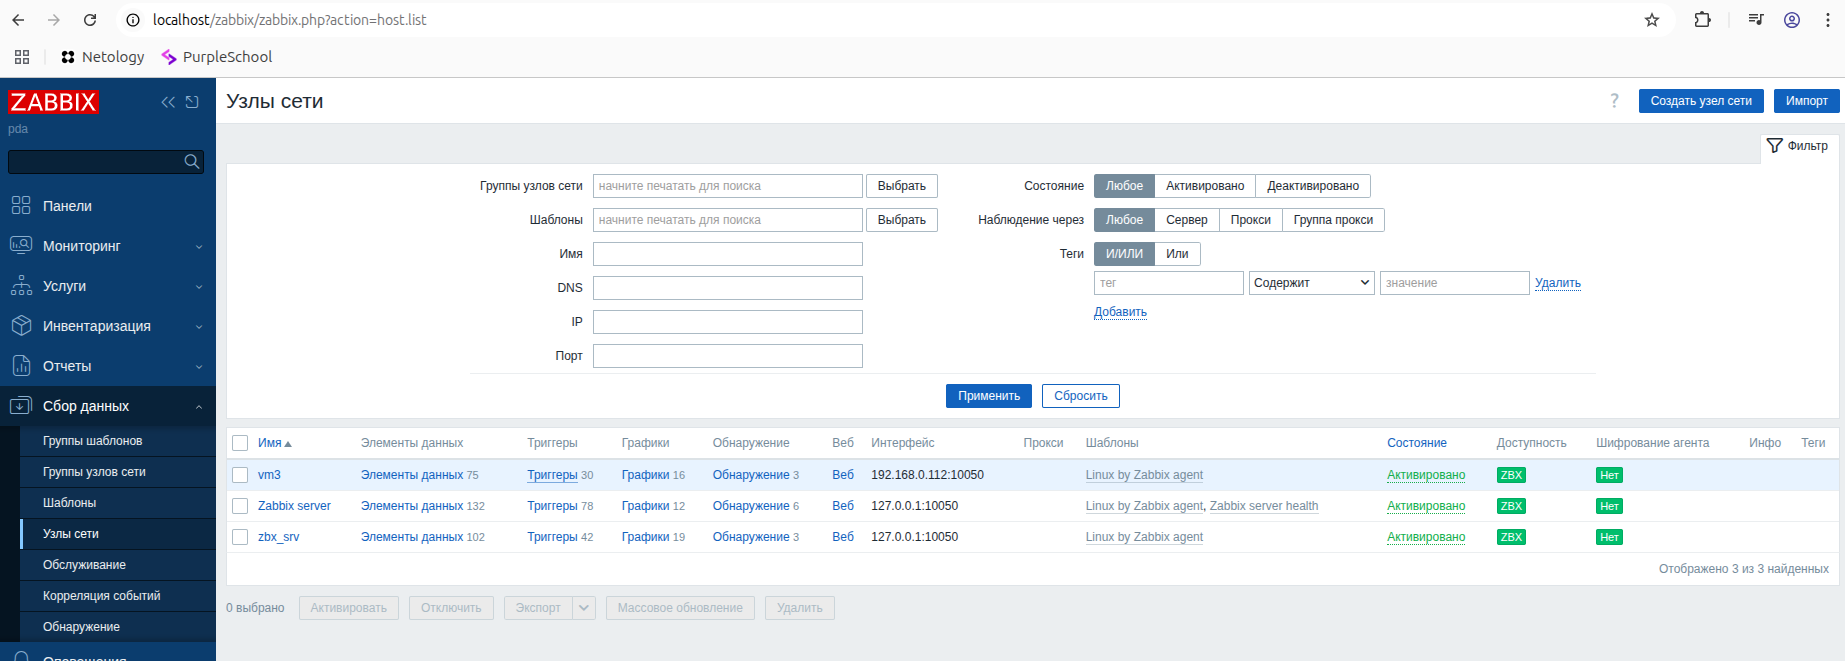 localhost/zabbix/zabbix.php?action=host.list
Netology PurpleSchool
ZABBIX
pda
Панели
Мониторинг
Услуги
Инвентаризация
Отчеты
Сбор данных
Группы шаблонов
Группы узлов сети
Шаблоны
Узлы сети
Обслуживание
Корреляция событий
Обнаружение
Оповещения
Узлы сети ? Создать узел сети Импорт
Фильтр
Группы узлов сети начните печатать для поиска Выбрать Состояние Любое Активировано Деактивировано
Шаблоны начните печатать для поиска Выбрать Наблюдение через Любое Сервер Прокси Группа прокси
Имя Теги И/ИЛИ Или
DNS тег Содержит значение Удалить
Добавить
IP
Порт
Применить Сбросить
Имя Элементы данных Триггеры Графики Обнаружение Веб Интерфейс Прокси Шаблоны Состояние Доступность Шифрование агента Инфо Теги
vm3 Элементы данных 75 Триггеры 30 Графики 16 Обнаружение 3 Веб 192.168.0.112:10050 Linux by Zabbix agent Активировано ZBX Нет
Zabbix server Элементы данных 132 Триггеры 78 Графики 12 Обнаружение 6 Веб 127.0.0.1:10050 Linux by Zabbix agent, Zabbix server health Активировано ZBX Нет
zbx_srv Элементы данных 102 Триггеры 42 Графики 19 Обнаружение 3 Веб 127.0.0.1:10050 Linux by Zabbix agent Активировано ZBX Нет
Отображено 3 из 3 найденных
0 выбрано Активировать Отключить Экспорт Массовое обновление Удалить